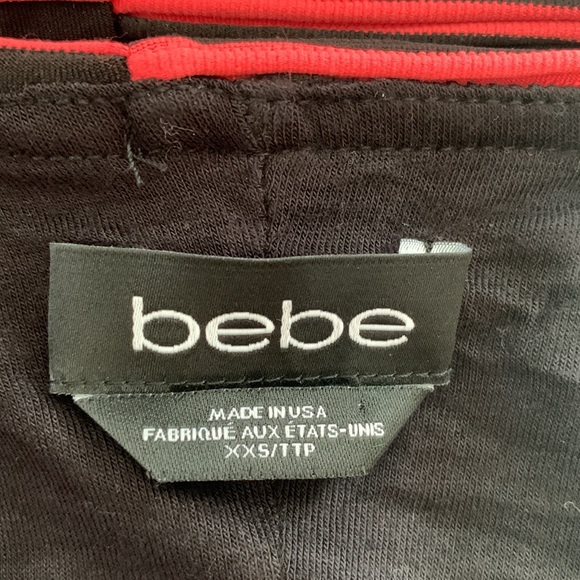 bebe
MADE IN USA
FABRIQUÉ AUX ÉTATS-UNIS
XXS/TTP